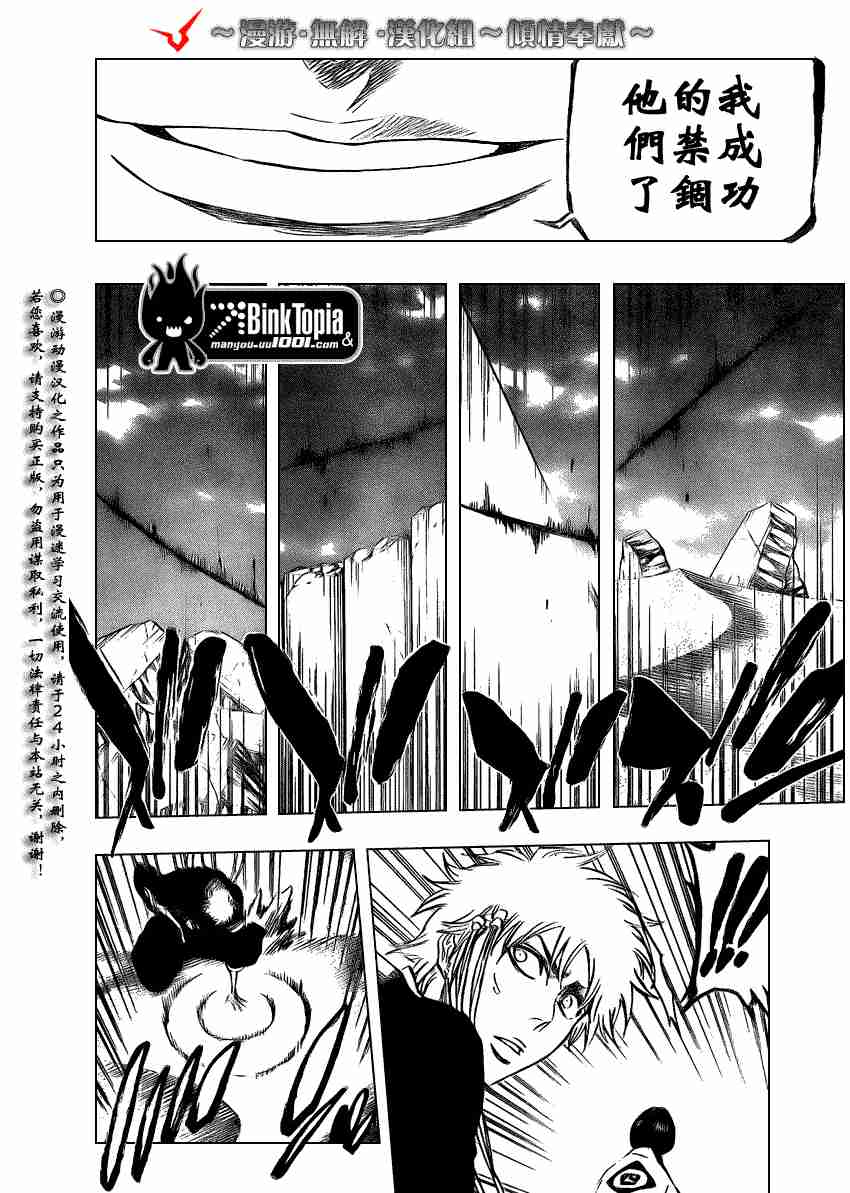 ～漫游·無解·漢化組～傾情奉獻～
我成功
的禁錮
他們了
BinkTopia
&
mangou-uu1001.com
◎漫游动漫汉化之作品只为用于漫迷学习交流使用，请于24小时之内删除，
若您喜欢，请支持购买正版，勿盗用谋取私利，一切法律责任与本站无关，谢谢！